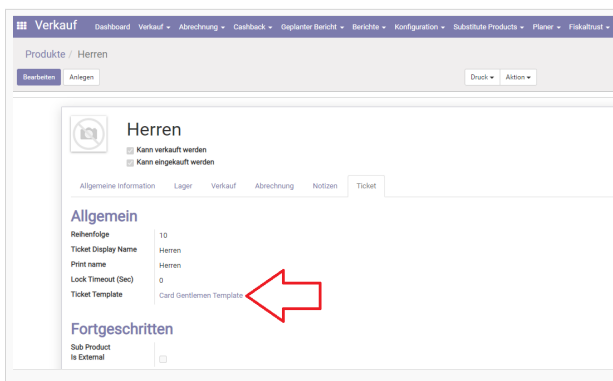 Verkauf Dashboard Verkauf Abrechnung Cashback Geplanter Bericht Berichte Konfiguration Substitute Products Planer Fiskaltrust
Produkte / Herren
Bearbeiten Anlegen Druck Aktion
Herren
Kann verkauft werden
Kann eingekauft werden
Allgemeine Information Lager Verkauf Abrechnung Notizen Ticket
Allgemein
Reihenfolge 10
Ticket Display Name Herren
Print name Herren
Lock Timeout (Sec) 0
Ticket Template Card Gentlemen Template
Fortgeschritten
Sub Product
Is External